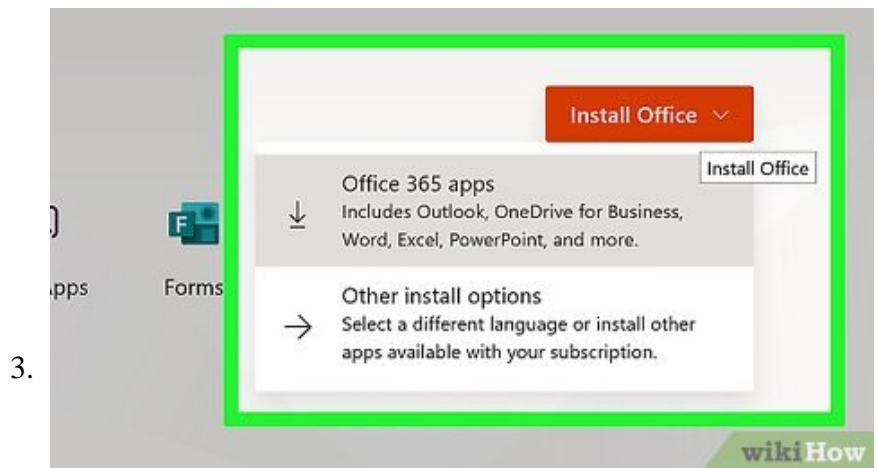 Install Office
Install Office
Office 365 apps
Includes Outlook, OneDrive for Business,
Word, Excel, PowerPoint, and more.
F
Forms
Other install options
Select a different language or install other
apps available with your subscription.
3.
wikiHow